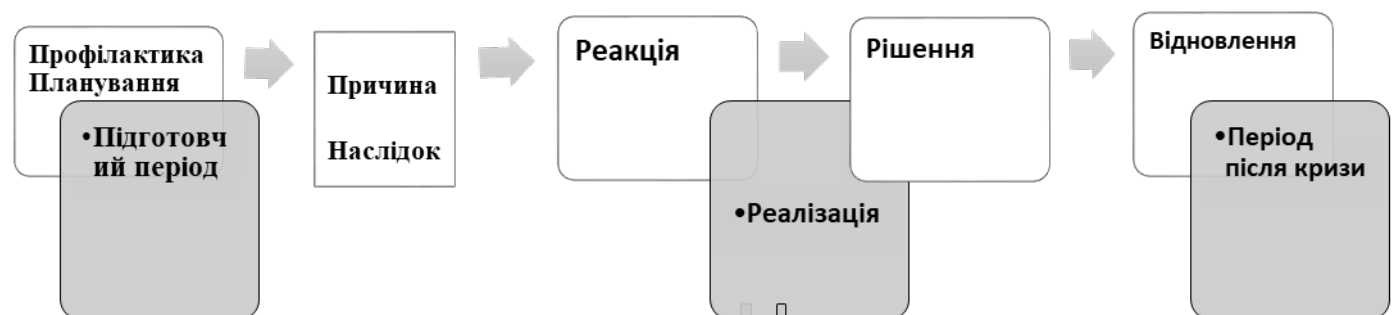 Профілактика
Планування
•Підготовч
ий період
Причина
Наслідок
Реакція
•Реалізація
Рішення
Відновлення
•Період
після кризи